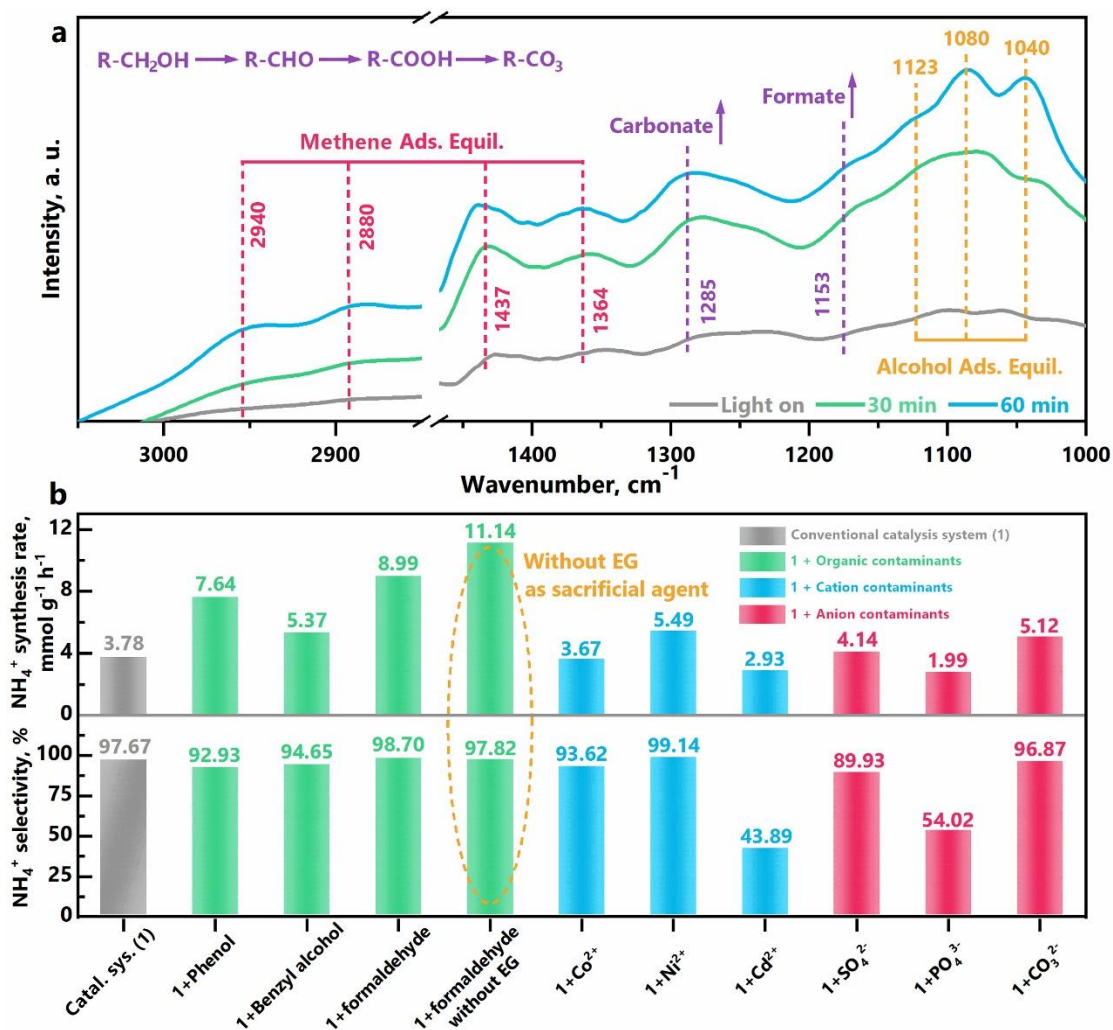 a
R-CH₂OH → R-CHO → R-COOH → R-CO₃
1123
1080
1040
Formate
Carbonate
Methene Ads. Equil.
2940
2880
1437
1364
1285
1153
Alcohol Ads. Equil.
Light on
30 min
60 min
Intensity, a. u.
3000
2900
1400
1300
1200
1100
1000
Wavenumber, cm⁻¹
b
NH₄⁺ synthesis rate,
mmol g⁻¹ h⁻¹
12
8
4
0
3.78
7.64
5.37
8.99
11.14
3.67
5.49
2.93
4.14
1.99
5.12
Without EG
as sacrificial agent
Conventional catalysis system (1)
1 + Organic contaminants
1 + Cation contaminants
1 + Anion contaminants
NH₄⁺ selectivity, %
100
75
50
25
0
97.67
92.93
94.65
98.70
97.82
93.62
99.14
43.89
89.93
54.02
96.87
Catal. sys. (1)
1+Phenol
1+Benzyl alcohol
1+formaldehyde
1+formaldehyde
without EG
1+Co²⁺
1+Ni²⁺
1+Cd²⁺
1+SO₄²⁻
1+PO₄³⁻
1+CO₃²⁻